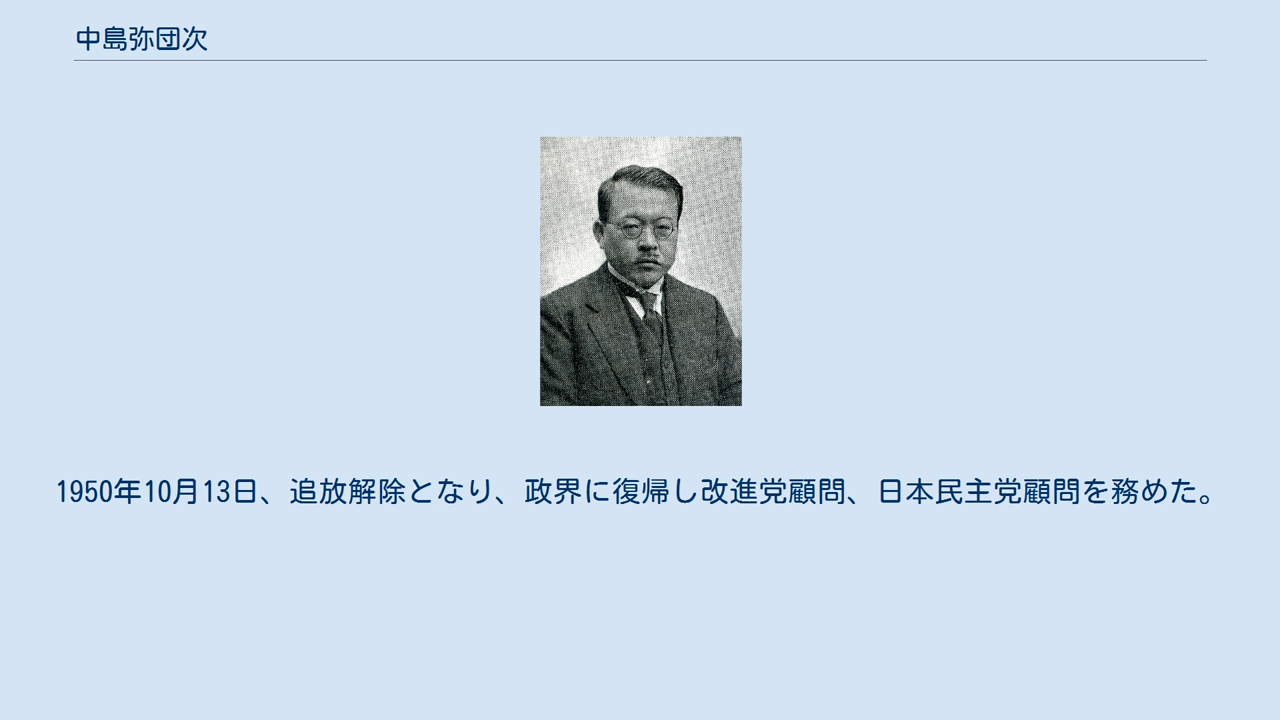 中島弥団次
1950年10月13日、追放解除となり、政界に復帰し改進党顧問、日本民主党顧問を務めた。